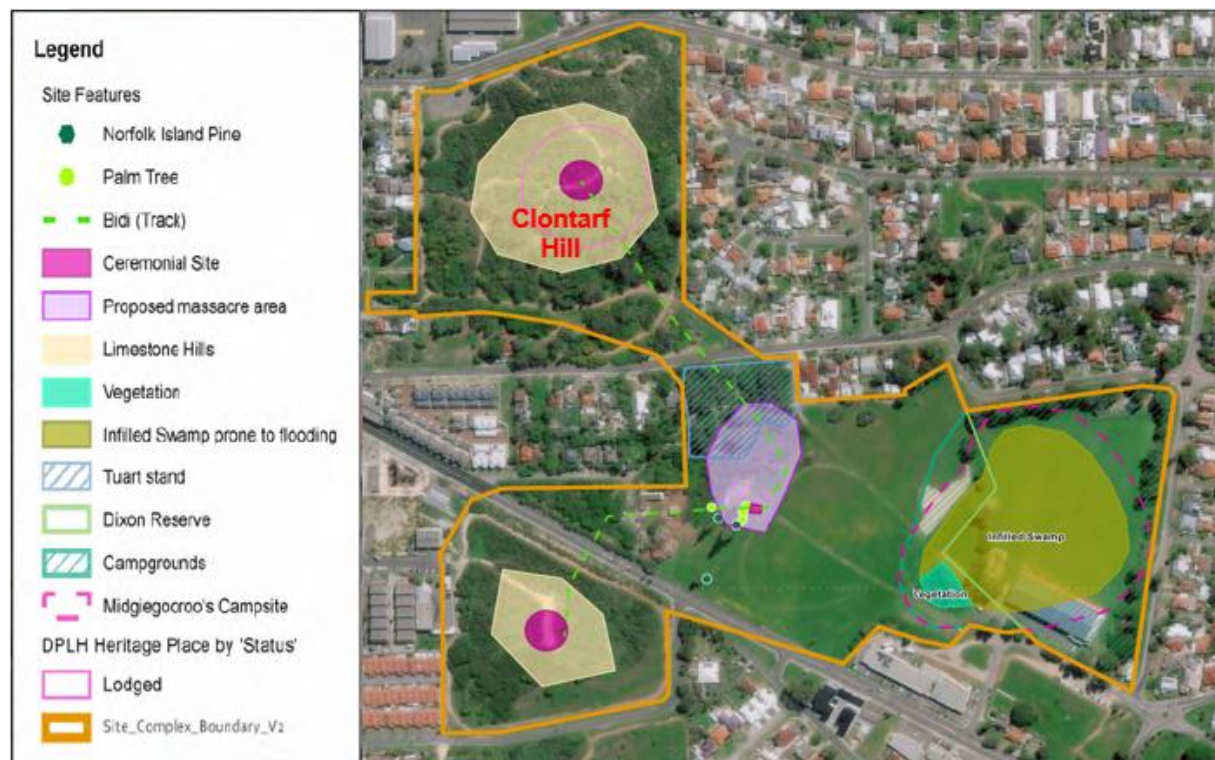 Legend
Site Features
Norfolk Island Pine
Palm Tree
Bidi (Track)
Ceremonial Site
Proposed massacre area
Limestone Hills
Vegetation
Infilled Swamp prone to flooding
Tuart stand
Dixon Reserve
Campgrounds
Midgiegocroo's Campsite
DPLH Heritage Place by 'Status'
Lodged
Site_Complex_Boundary_V2
Clontarf
Hill
Infilled Swamp
Vegetation